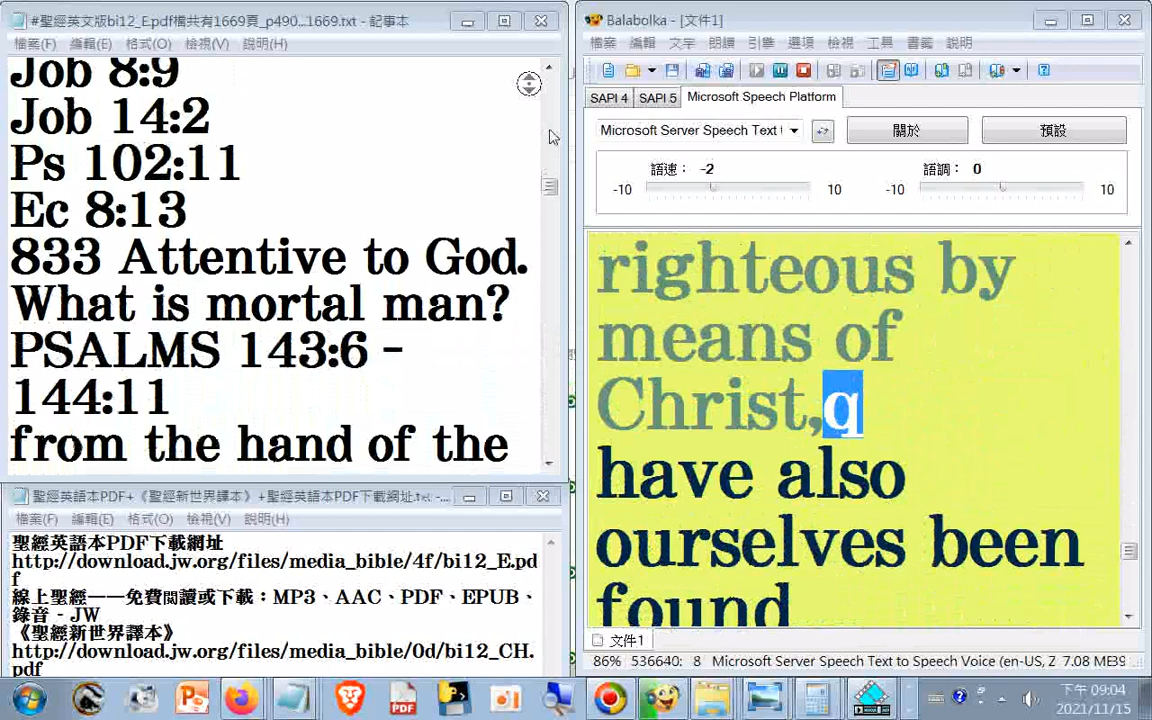 #聖經英文版bi12_E.pdf檔共有1669頁_p490...1669.txt - 記事本
檔案(F) 編輯(E) 格式(O) 檢視(V) 說明(H)
Job 8:9
Job 14:2
Ps 102:11
Ec 8:13
833 Attentive to God.
What is mortal man?
PSALMS 143:6 -
144:11
from the hand of the
聖經英語本PDF+《聖經新世界譯本》+聖經英語本PDF下載網址.txt - ...
檔案(F) 編輯(E) 格式(O) 檢視(V) 說明(H)
聖經英語本PDF下載網址
http://download.jw.org/files/media_bible/4f/bi12_E.pd
f
線上聖經——免費閱讀或下載：MP3、AAC、PDF、EPUB、
錄音 - JW
《聖經新世界譯本》
http://download.jw.org/files/media_bible/0d/bi12_CH.
pdf
Balabolka - [文件1]
檔案 編輯 文字 朗讀 引擎 選項 檢視 工具 書籤 說明
SAPI 4 SAPI 5 Microsoft Speech Platform
Microsoft Server Speech Text 關於 預設
語速： -2 語調： 0
-10 10 -10 10
righteous by
means of
Christ,q
have also
ourselves been
found
文件1
86% 536640: 8 Microsoft Server Speech Text to Speech Voice (en-US, Z 7.08 MB
下午 09:04
2021/11/15